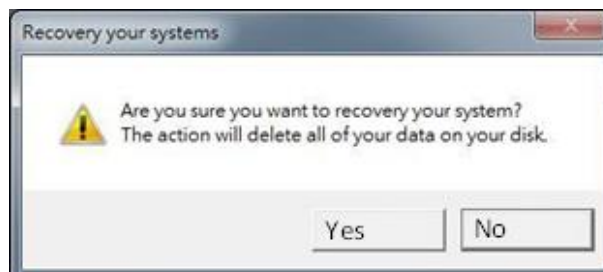 Recovery your systems
Are you sure you want to recovery your system?
The action will delete all of your data on your disk.
Yes
No